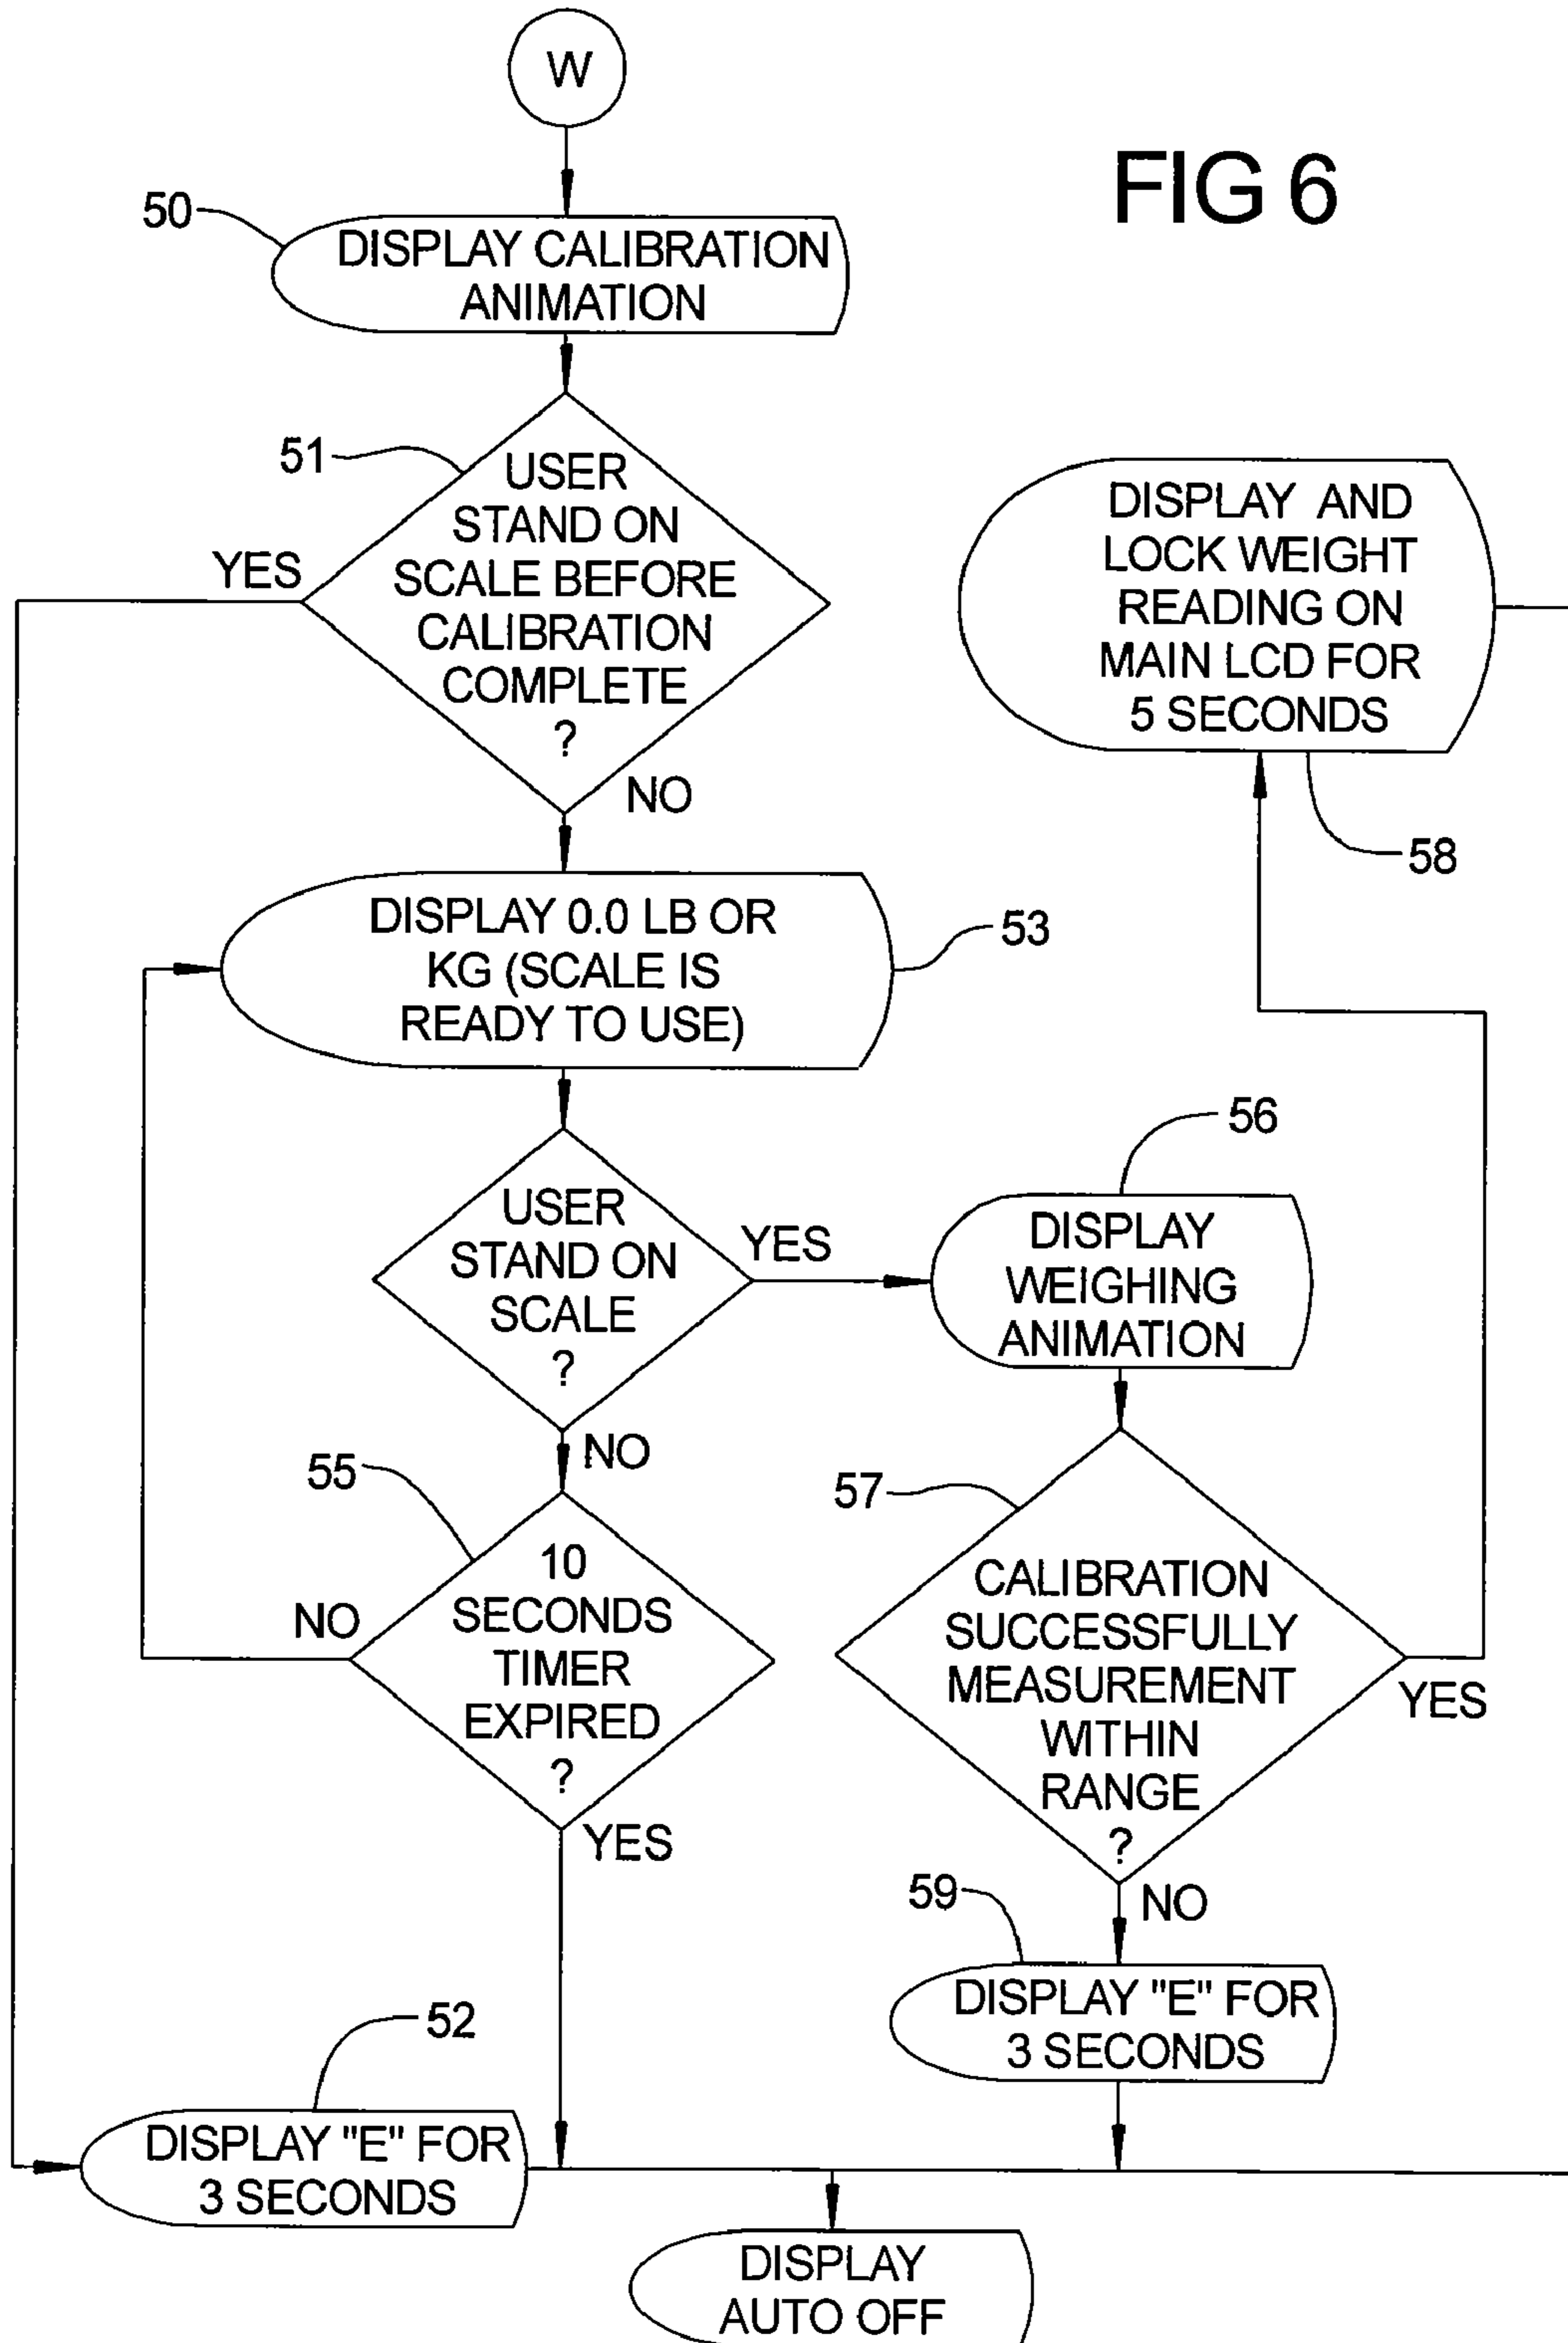 W
FIG 6
50
DISPLAY CALIBRATION
ANIMATION
51
USER
STAND ON
SCALE BEFORE
CALIBRATION
COMPLETE
?
YES
NO
DISPLAY AND
LOCK WEIGHT
READING ON
MAIN LCD FOR
5 SECONDS
58
DISPLAY 0.0 LB OR
KG (SCALE IS
READY TO USE)
53
USER
STAND ON
SCALE
?
YES
NO
56
DISPLAY
WEIGHING
ANIMATION
55
10
SECONDS
TIMER
EXPIRED
?
NO
YES
57
CALIBRATION
SUCCESSFULLY
MEASUREMENT
WITHIN
RANGE
?
YES
NO
59
DISPLAY "E" FOR
3 SECONDS
52
DISPLAY "E" FOR
3 SECONDS
DISPLAY
AUTO OFF